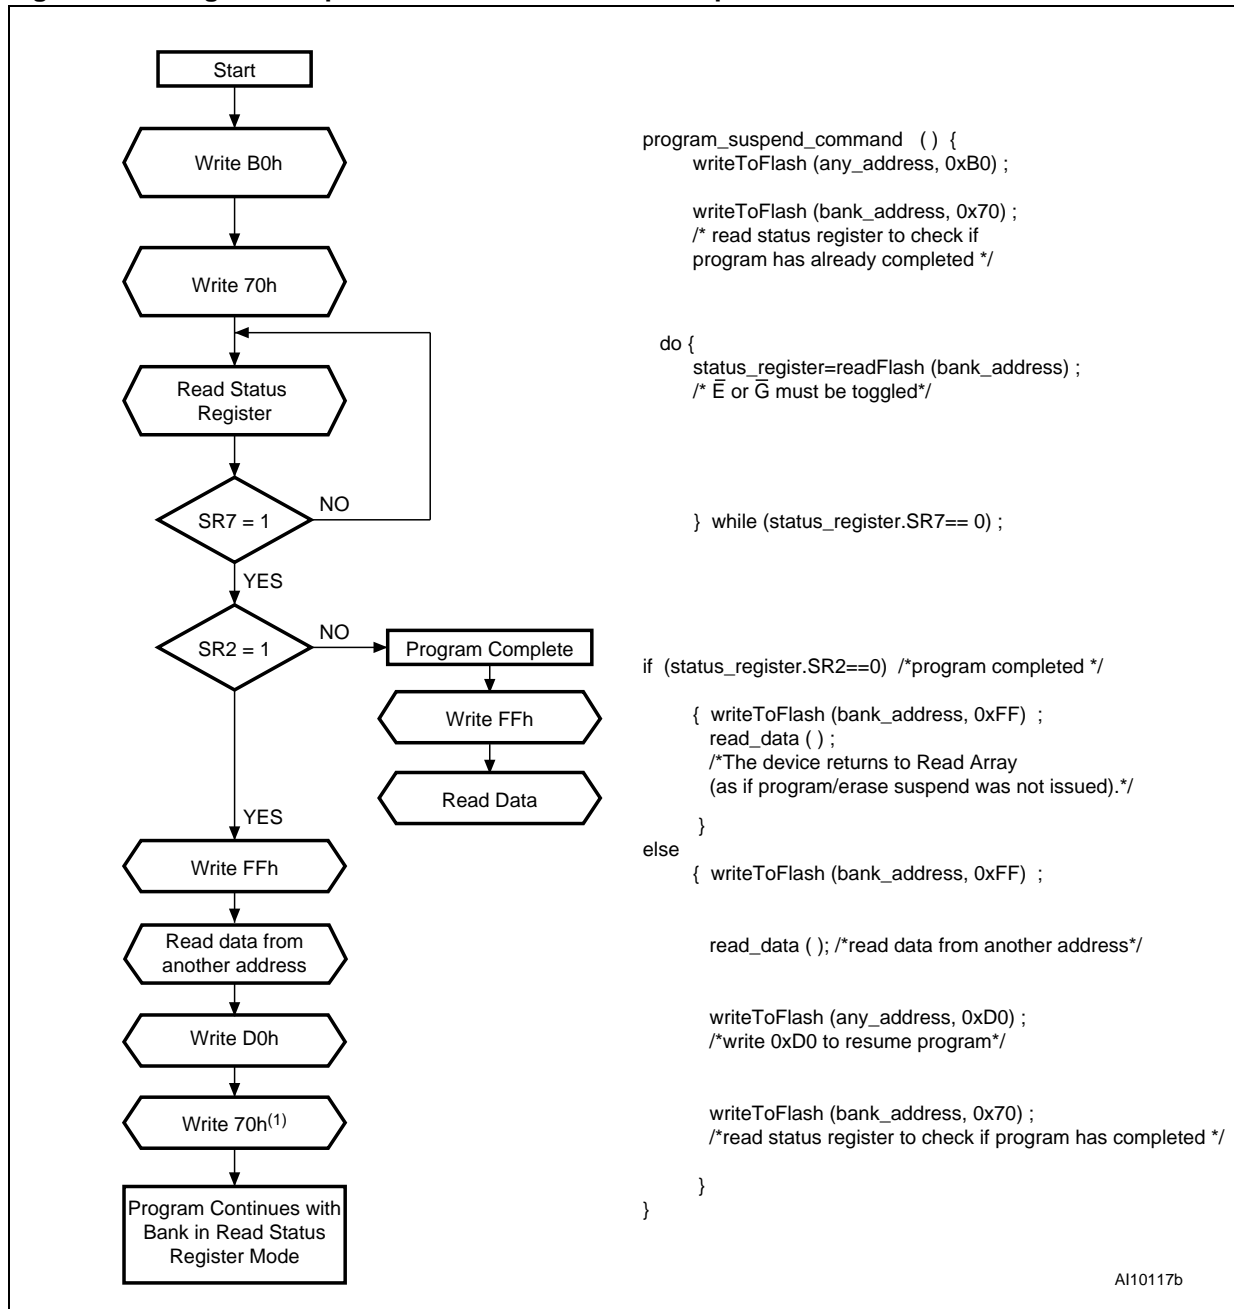 Start
Write B0h
Write 70h
Read Status
Register
SR7 = 1
NO
YES
SR2 = 1
NO
Program Complete
Write FFh
Read Data
YES
Write FFh
Read data from
another address
Write D0h
Write 70h(1)
Program Continues with
Bank in Read Status
Register Mode
program_suspend_command ( ) {
writeToFlash (any_address, 0xB0) ;
writeToFlash (bank_address, 0x70) ;
/* read status register to check if
program has already completed */
do {
status_register=readFlash (bank_address) ;
/* E̅ or G̅ must be toggled*/
} while (status_register.SR7== 0) ;
if (status_register.SR2==0) /*program completed */
{ writeToFlash (bank_address, 0xFF) ;
read_data ( ) ;
/*The device returns to Read Array
(as if program/erase suspend was not issued).*/
}
else
{ writeToFlash (bank_address, 0xFF) ;
read_data ( ); /*read data from another address*/
writeToFlash (any_address, 0xD0) ;
/*write 0xD0 to resume program*/
writeToFlash (bank_address, 0x70) ;
/*read status register to check if program has completed */
}
}
AI10117b